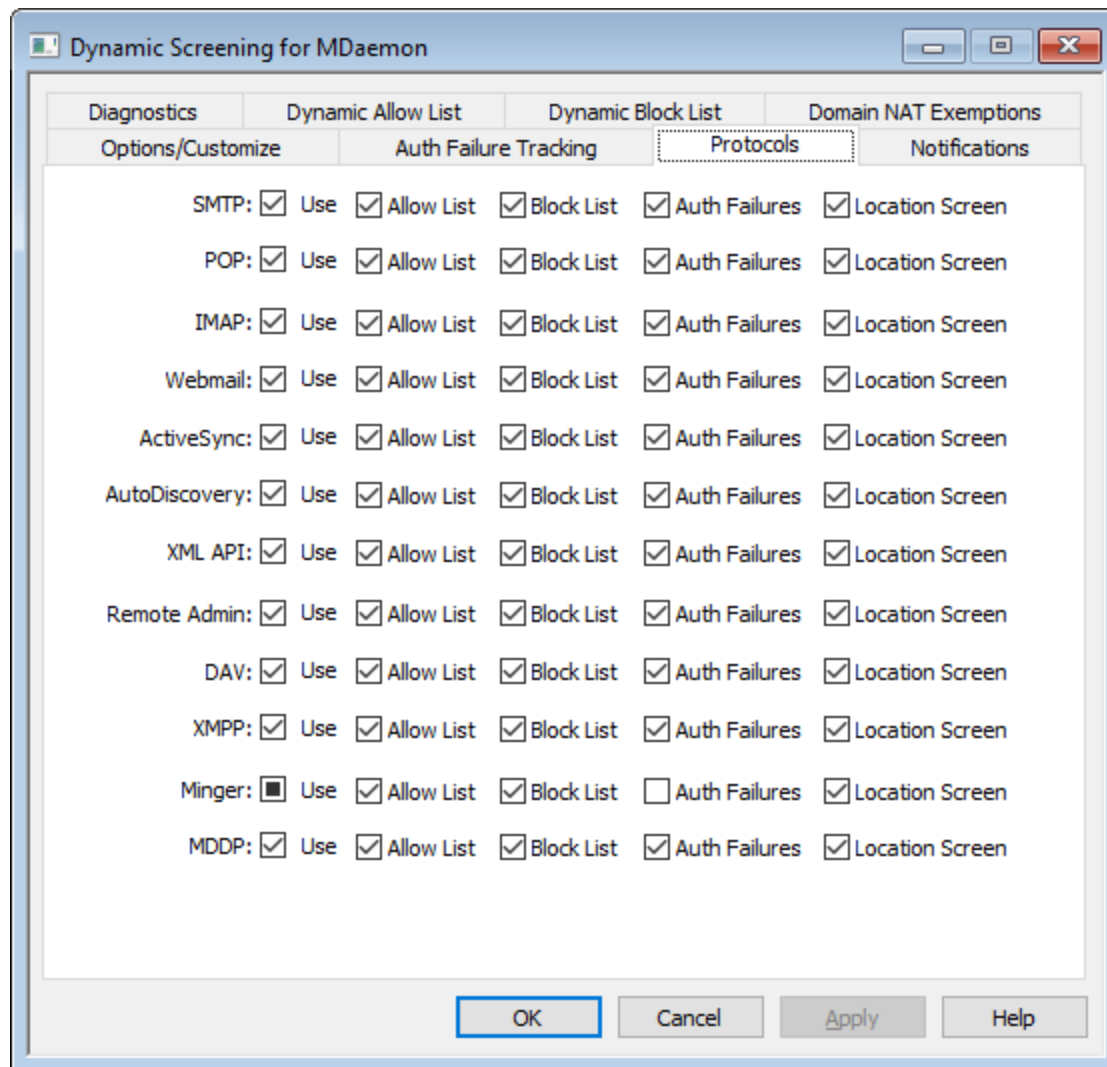 Dynamic Screening for MDaemon
Diagnostics Dynamic Allow List Dynamic Block List Domain NAT Exemptions
Options/Customize Auth Failure Tracking Protocols Notifications
SMTP: Use Allow List Block List Auth Failures Location Screen
POP: Use Allow List Block List Auth Failures Location Screen
IMAP: Use Allow List Block List Auth Failures Location Screen
Webmail: Use Allow List Block List Auth Failures Location Screen
ActiveSync: Use Allow List Block List Auth Failures Location Screen
AutoDiscovery: Use Allow List Block List Auth Failures Location Screen
XML API: Use Allow List Block List Auth Failures Location Screen
Remote Admin: Use Allow List Block List Auth Failures Location Screen
DAV: Use Allow List Block List Auth Failures Location Screen
XMPP: Use Allow List Block List Auth Failures Location Screen
Minger: Use Allow List Block List Auth Failures Location Screen
MDDP: Use Allow List Block List Auth Failures Location Screen
OK Cancel Apply Help